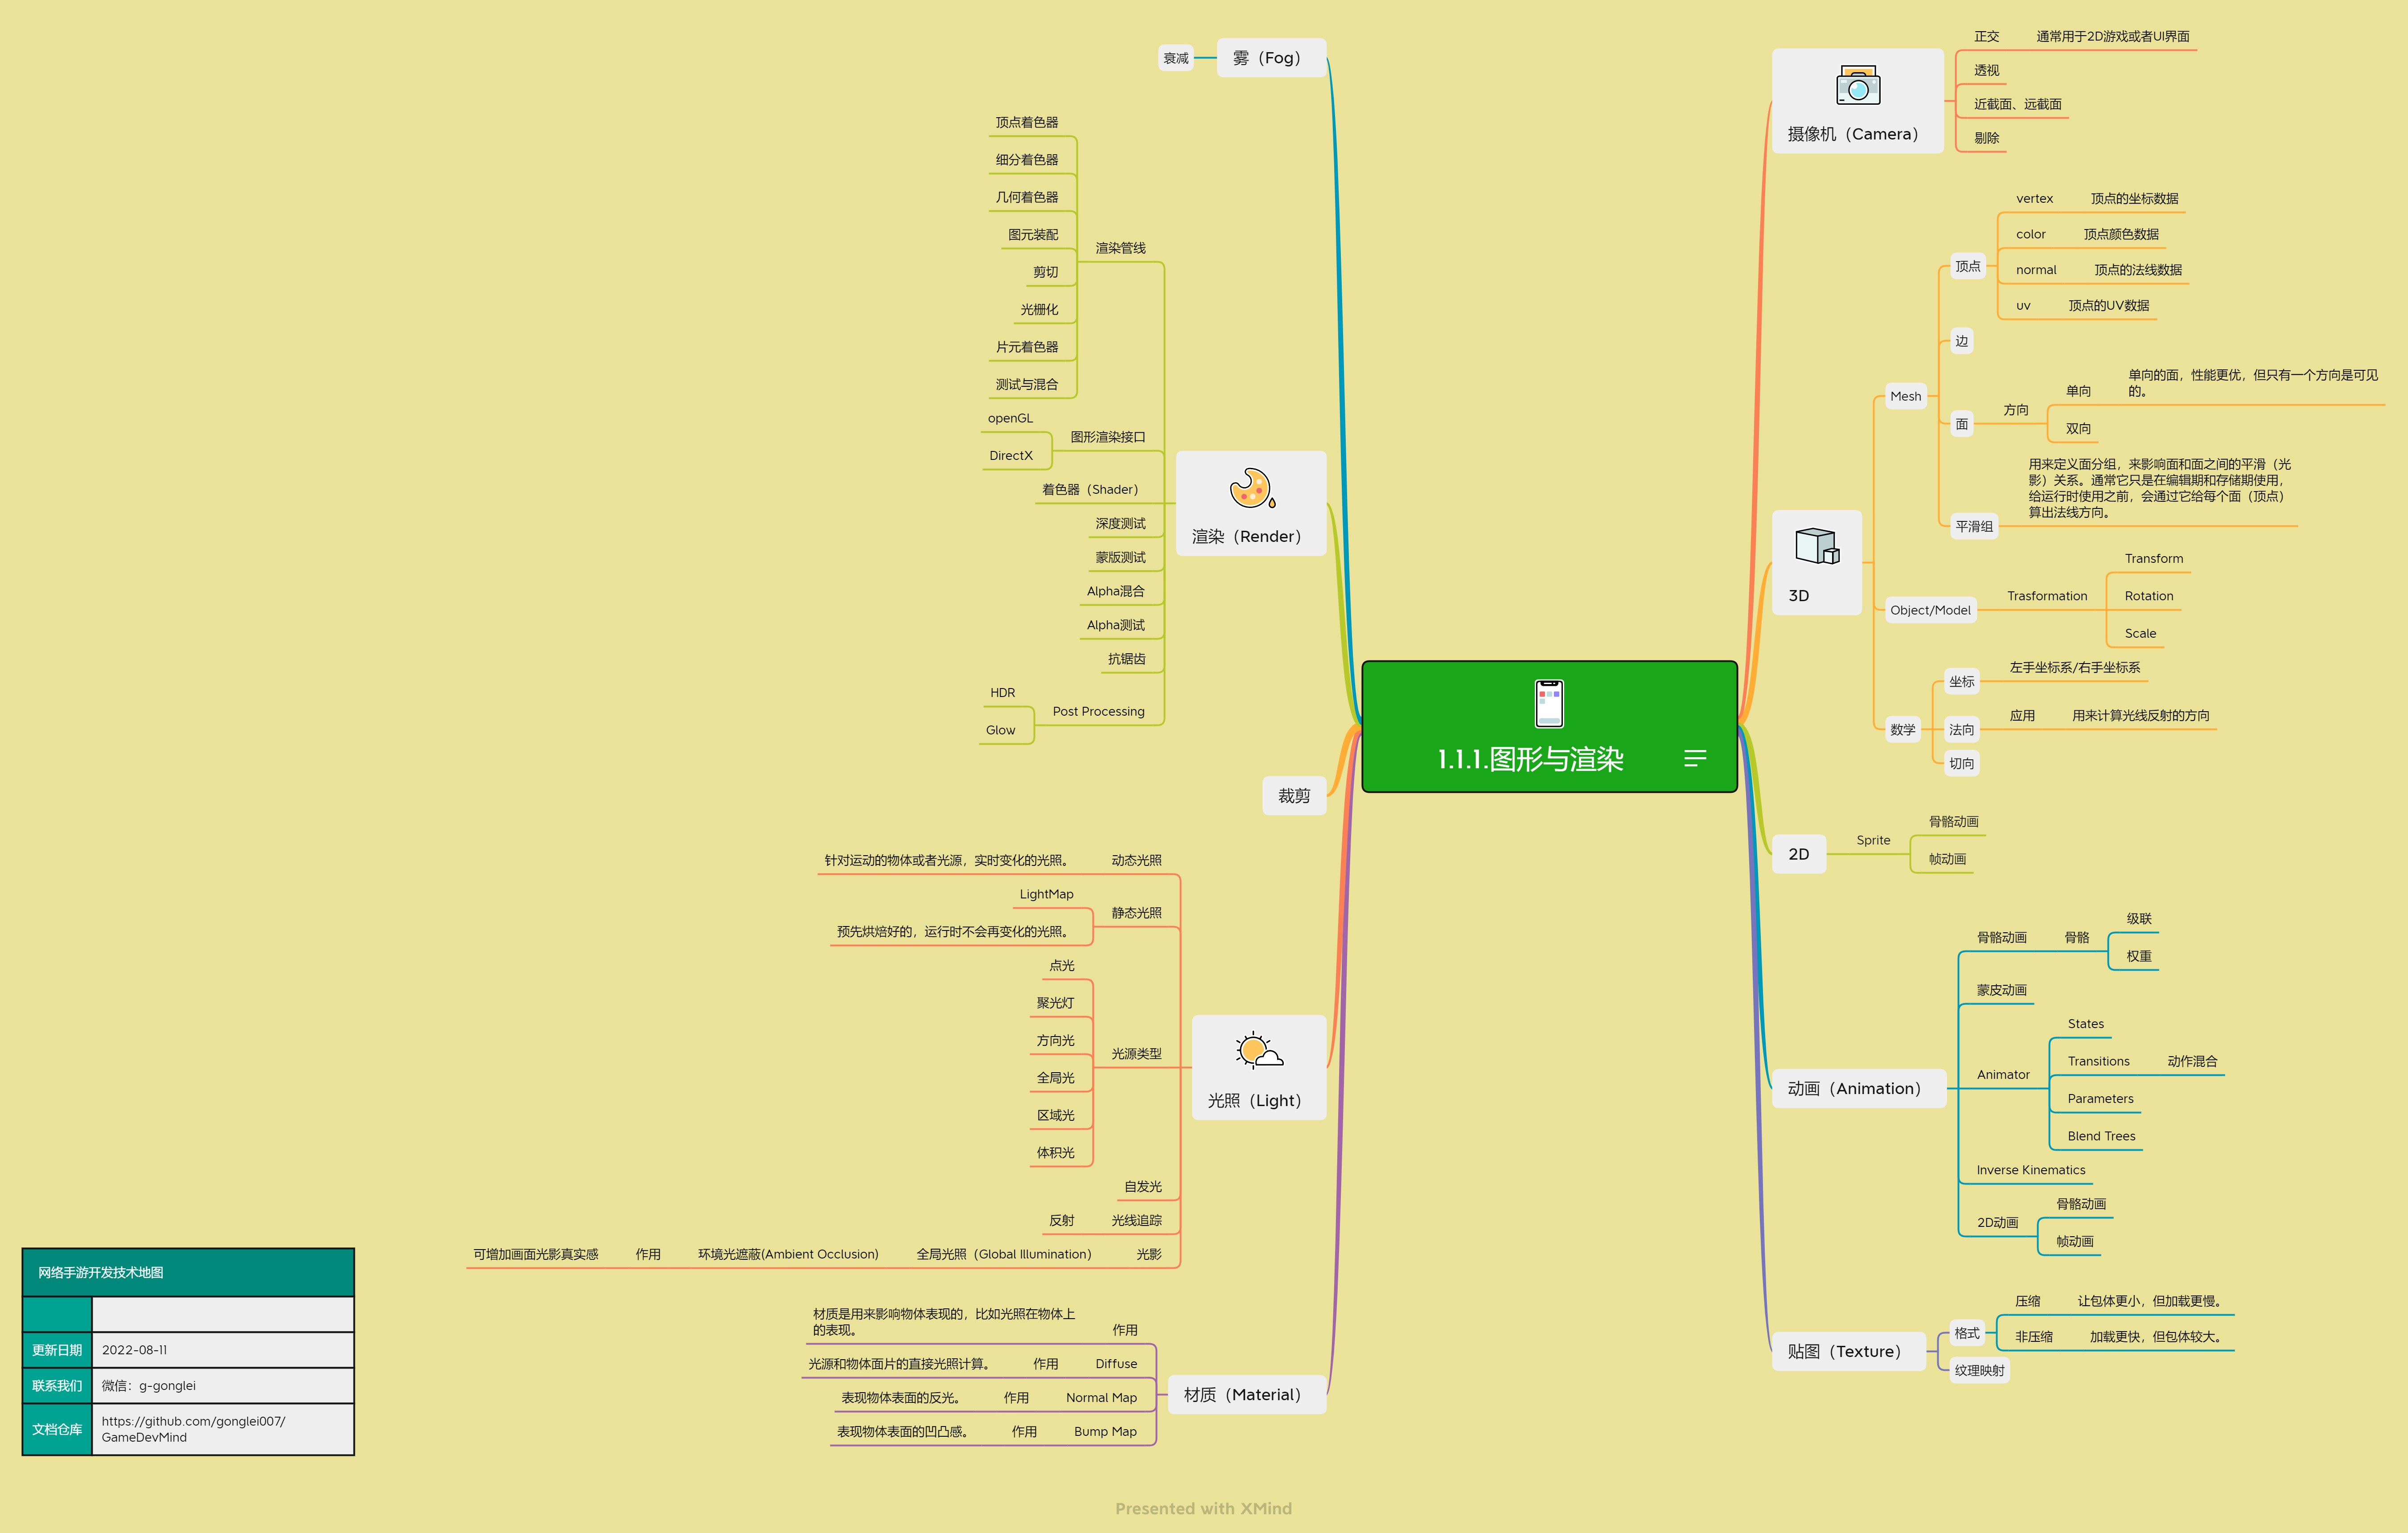 1.1.1.图形与渲染
摄像机（Camera）
正交
通常用于2D游戏或者UI界面
透视
近截面、远截面
剔除
3D
Mesh
顶点
vertex
顶点的坐标数据
color
顶点颜色数据
normal
顶点的法线数据
uv
顶点的UV数据
边
面
方向
单向
单向的面，性能更优，但只有一个方向是可见
的。
双向
平滑组
用来定义面分组，来影响面和面之间的平滑（光
影）关系。通常它只是在编辑期和存储期使用，
给运行时使用之前，会通过它给每个面（顶点）
算出法线方向。
Object/Model
Trasformation
Transform
Rotation
Scale
数学
坐标
左手坐标系/右手坐标系
法向
应用
用来计算光线反射的方向
切向
2D
Sprite
骨骼动画
帧动画
动画（Animation）
骨骼动画
骨骼
级联
权重
蒙皮动画
Animator
States
Transitions
动作混合
Parameters
Blend Trees
Inverse Kinematics
2D动画
骨骼动画
帧动画
贴图（Texture）
格式
压缩
让包体更小，但加载更慢。
非压缩
加载更快，但包体较大。
纹理映射
雾（Fog）
衰减
渲染（Render）
渲染管线
顶点着色器
细分着色器
几何着色器
图元装配
剪切
光栅化
片元着色器
测试与混合
图形渲染接口
openGL
DirectX
着色器（Shader）
深度测试
蒙版测试
Alpha混合
Alpha测试
抗锯齿
Post Processing
HDR
Glow
裁剪
光照（Light）
动态光照
针对运动的物体或者光源，实时变化的光照。
静态光照
LightMap
预先烘焙好的，运行时不会再变化的光照。
光源类型
点光
聚光灯
方向光
全局光
区域光
体积光
自发光
光线追踪
反射
光影
全局光照（Global Illumination）
环境光遮蔽(Ambient Occlusion)
作用
可增加画面光影真实感
材质（Material）
作用
材质是用来影响物体表现的，比如光照在物体上
的表现。
Diffuse
作用
光源和物体面片的直接光照计算。
Normal Map
作用
表现物体表面的反光。
Bump Map
作用
表现物体表面的凹凸感。
网络手游开发技术地图
更新日期
2022-08-11
联系我们
微信：g-gonglei
文档仓库
https://github.com/gonglei007/
GameDevMind
Presented with XMind